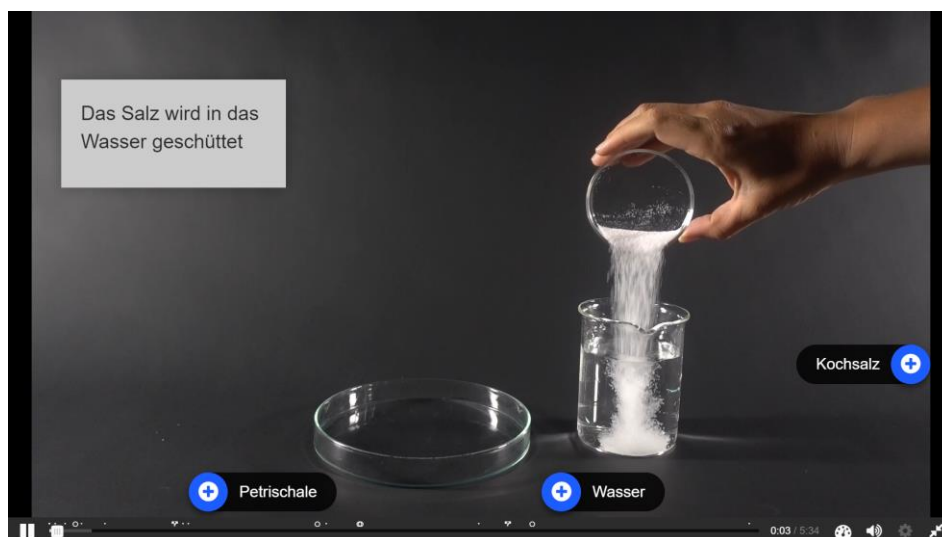 Das Salz wird in das
Wasser geschüttet
Kochsalz
Petrischale
Wasser
0:03 / 5:34